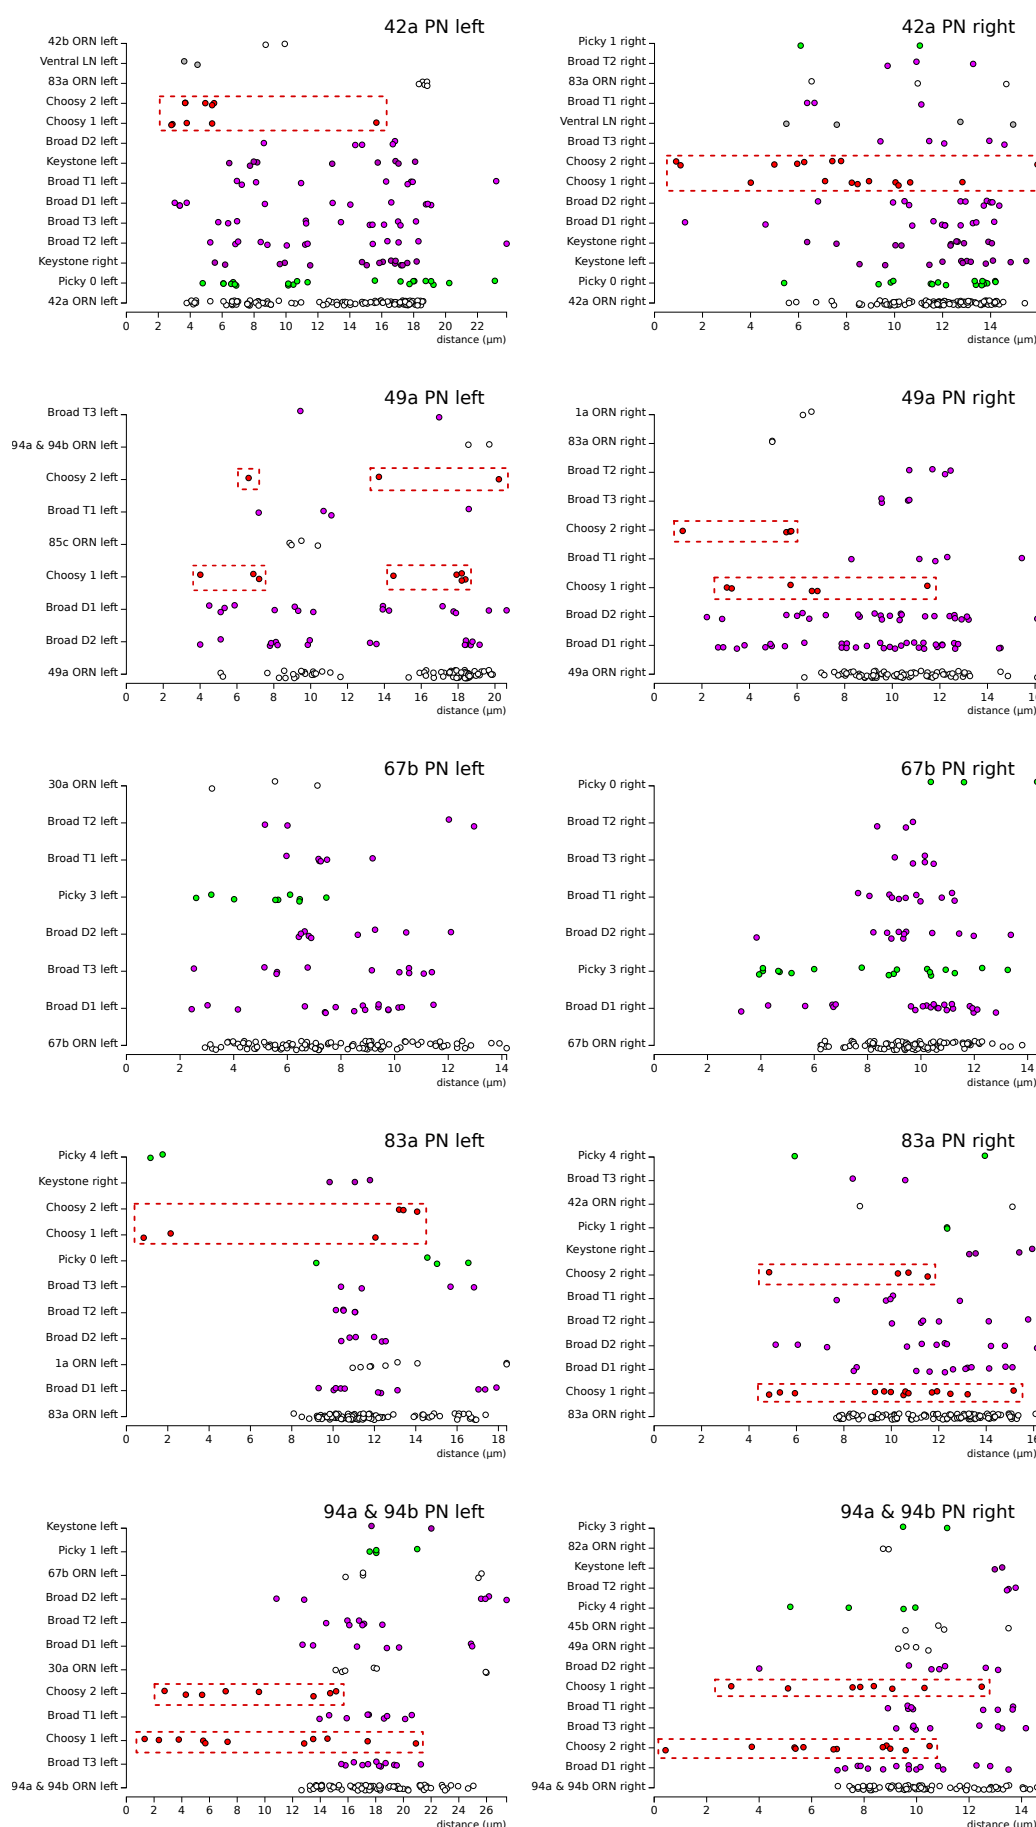 42a PN left
42b ORN left
Ventral LN left
83a ORN left
Choosy 2 left
Choosy 1 left
Broad D2 left
Keystone left
Broad T1 left
Broad D1 left
Broad T3 left
Broad T2 left
Keystone right
Picky 0 left
42a ORN left
0 2 4 6 8 10 12 14 16 18 20 22
distance (μm)
42a PN right
Picky 1 right
Broad T2 right
83a ORN right
Broad T1 right
Ventral LN right
Broad T3 right
Choosy 2 right
Choosy 1 right
Broad D2 right
Broad D1 right
Keystone right
Keystone left
Picky 0 right
42a ORN right
0 2 4 6 8 10 12 14
distance (μm)
49a PN left
Broad T3 left
94a & 94b ORN left
Choosy 2 left
Broad T1 left
85c ORN left
Choosy 1 left
Broad D1 left
Broad D2 left
49a ORN left
0 2 4 6 8 10 12 14 16 18 20
distance (μm)
49a PN right
1a ORN right
83a ORN right
Broad T2 right
Broad T3 right
Choosy 2 right
Broad T1 right
Choosy 1 right
Broad D2 right
Broad D1 right
49a ORN right
0 2 4 6 8 10 12 14 16
distance (μm)
67b PN left
30a ORN left
Broad T2 left
Broad T1 left
Picky 3 left
Broad D2 left
Broad T3 left
Broad D1 left
67b ORN left
0 2 4 6 8 10 12 14
distance (μm)
67b PN right
Picky 0 right
Broad T2 right
Broad T3 right
Broad T1 right
Broad D2 right
Picky 3 right
Broad D1 right
67b ORN right
0 2 4 6 8 10 12 14
distance (μm)
83a PN left
Picky 4 left
Keystone right
Choosy 2 left
Choosy 1 left
Picky 0 left
Broad T3 left
Broad T2 left
Broad D2 left
1a ORN left
Broad D1 left
83a ORN left
0 2 4 6 8 10 12 14 16 18
distance (μm)
83a PN right
Picky 4 right
Broad T3 right
42a ORN right
Picky 1 right
Keystone right
Choosy 2 right
Broad T1 right
Broad T2 right
Broad D2 right
Broad D1 right
Choosy 1 right
83a ORN right
0 2 4 6 8 10 12 14 16
distance (μm)
94a & 94b PN left
Keystone left
Picky 1 left
67b ORN left
Broad D2 left
Broad T2 left
Broad D1 left
30a ORN left
Choosy 2 left
Broad T1 left
Choosy 1 left
Broad T3 left
94a & 94b ORN left
0 2 4 6 8 10 12 14 16 18 20 22 24 26
distance (μm)
94a & 94b PN right
Picky 3 right
82a ORN right
Keystone left
Broad T2 right
Picky 4 right
45b ORN right
49a ORN right
Broad D2 right
Choosy 1 right
Broad T1 right
Broad T3 right
Choosy 2 right
Broad D1 right
94a & 94b ORN right
0 2 4 6 8 10 12 14
distance (μm)